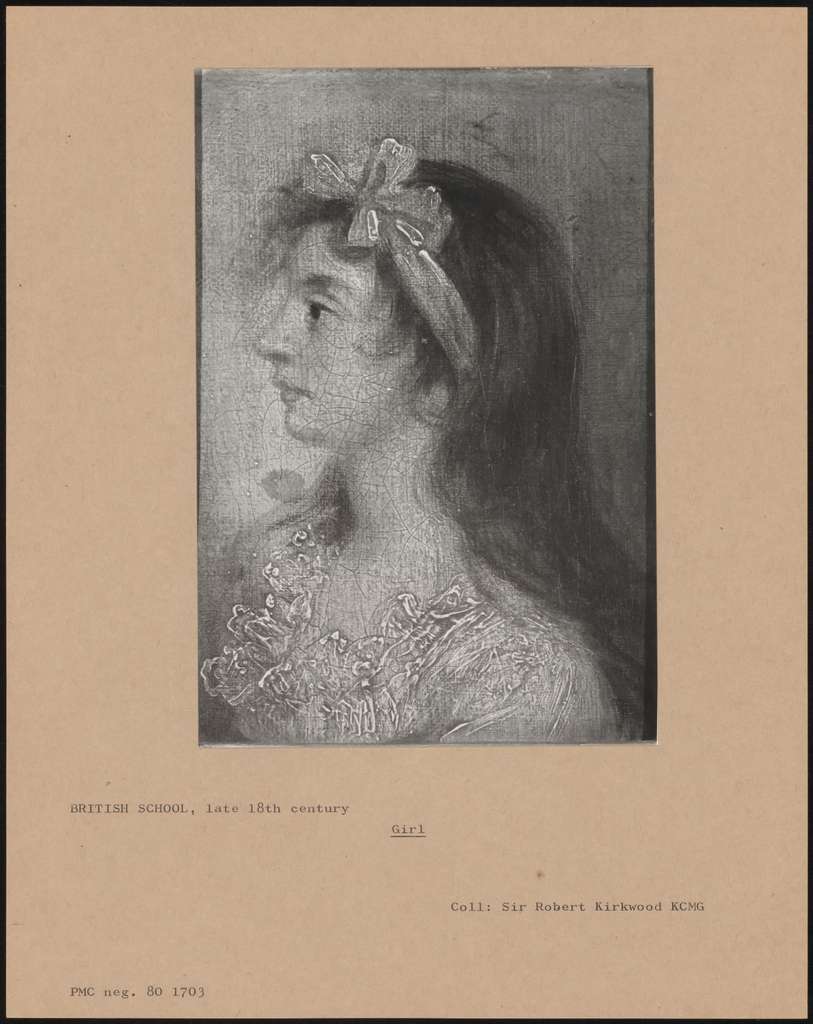 BRITISH SCHOOL, late 18th century
Girl
Coll: Sir Robert Kirkwood KCMG
PMC neg. 80 1703